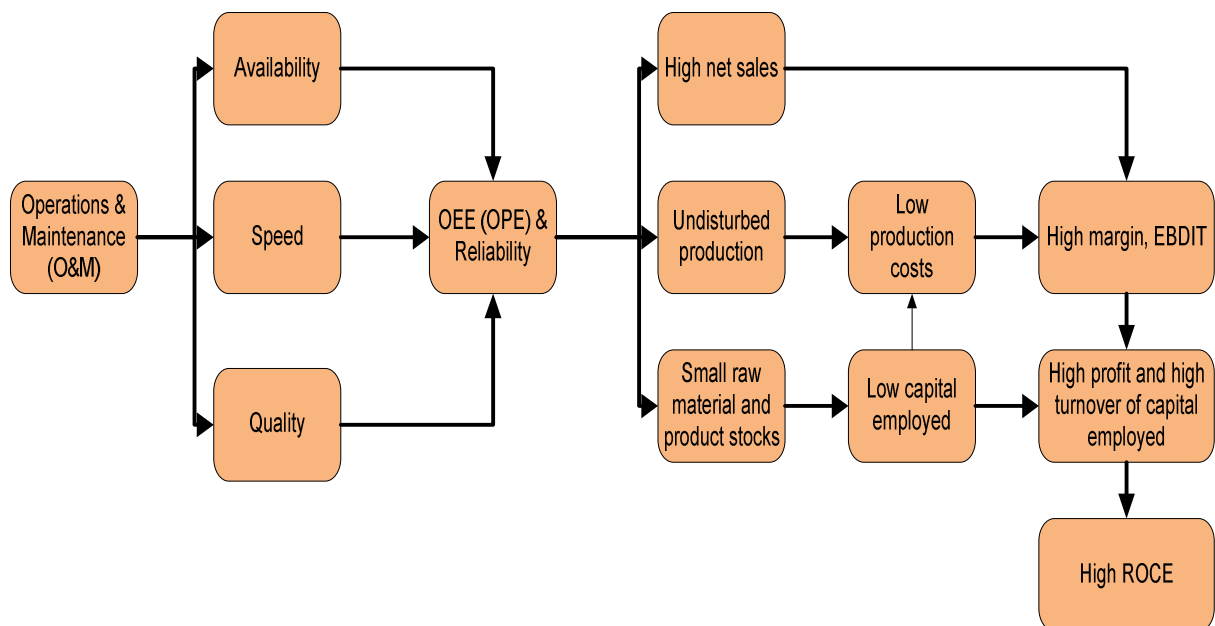 Availability
High net sales
Operations &
Maintenance
(O&M)
Speed
OEE (OPE) &
Reliability
Undisturbed
production
Low
production
costs
High margin, EBDIT
Quality
Small raw
material and
product stocks
Low capital
employed
High profit and high
turnover of capital
employed
High ROCE